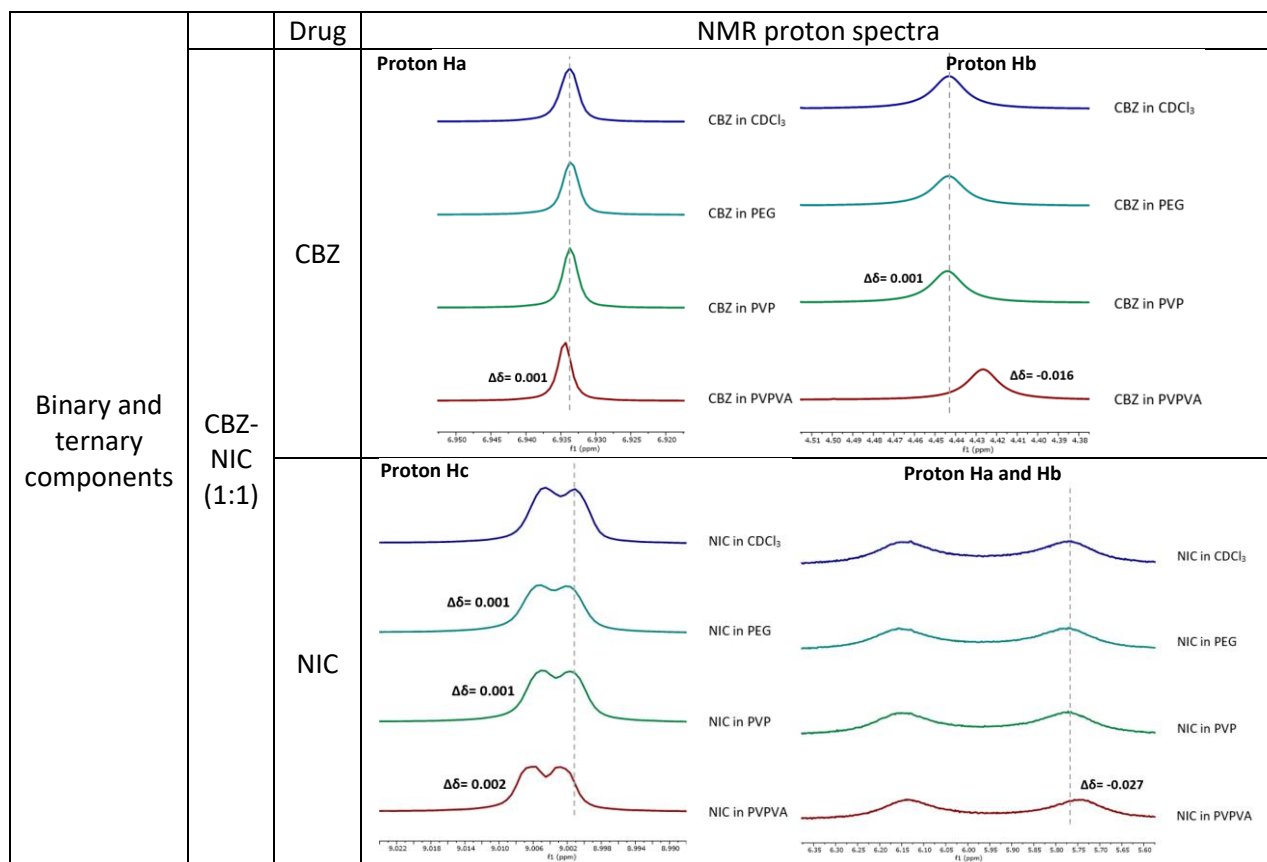 Drug
NMR proton spectra
Binary and
ternary
components
CBZ-
NIC
(1:1)
CBZ
Proton Ha
CBZ in CDCl₃
CBZ in PEG
CBZ in PVP
Δδ= 0.001
CBZ in PVPVA
6.950 6.945 6.940 6.935 6.930 6.925 6.920
f1 (ppm)
Proton Hb
CBZ in CDCl₃
CBZ in PEG
Δδ= 0.001
CBZ in PVP
Δδ= -0.016
CBZ in PVPVA
4.51 4.50 4.49 4.48 4.47 4.46 4.45 4.44 4.43 4.42 4.41 4.40 4.39 4.38
f1 (ppm)
NIC
Proton Hc
NIC in CDCl₃
Δδ= 0.001
NIC in PEG
Δδ= 0.001
NIC in PVP
Δδ= 0.002
NIC in PVPVA
9.022 9.018 9.014 9.010 9.006 9.002 8.998 8.994 8.990
f1 (ppm)
Proton Ha and Hb
NIC in CDCl₃
NIC in PEG
NIC in PVP
Δδ= -0.027
NIC in PVPVA
6.35 6.30 6.25 6.20 6.15 6.10 6.05 6.00 5.95 5.90 5.85 5.80 5.75 5.70 5.65 5.60
f1 (ppm)